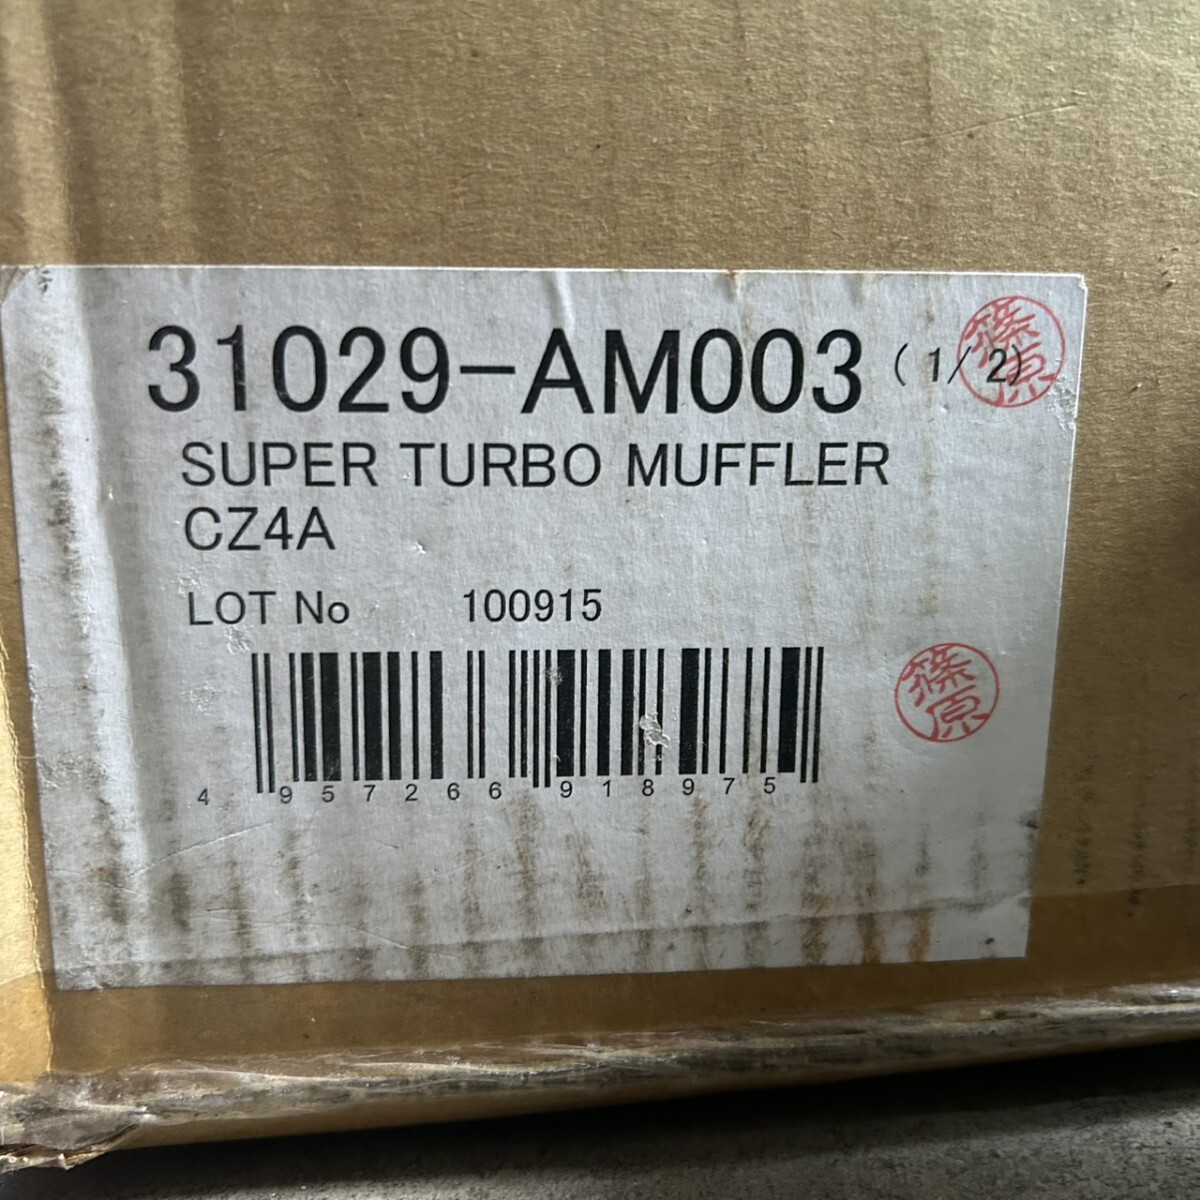 31029-AM003 (1/2)
篠原
SUPER TURBO MUFFLER
CZ4A
LOT No 100915
篠原
4 957266 918975